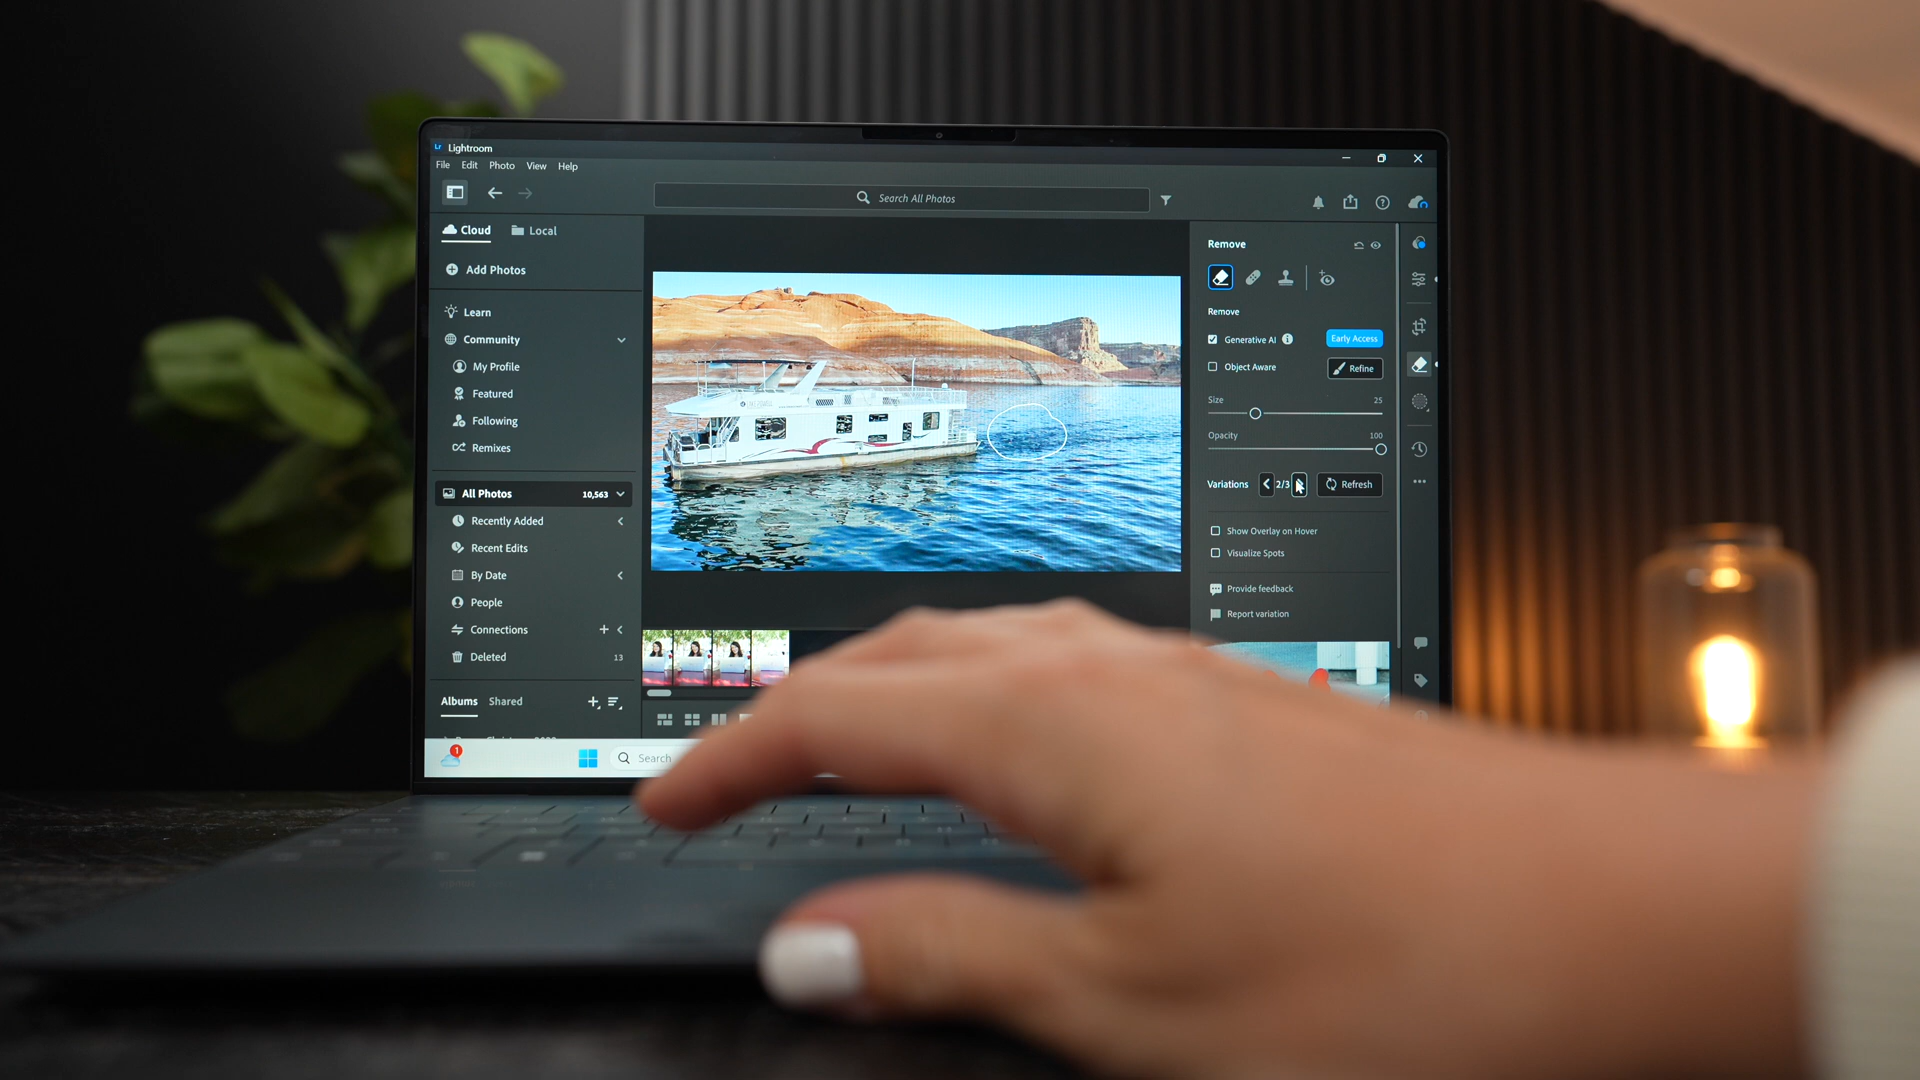 Lr Lightroom
File Edit Photo View Help
Search All Photos
Cloud Local
Add Photos
Learn
Community
My Profile
Featured
Following
Remixes
All Photos 10,563
Recently Added
Recent Edits
By Date
People
Connections
Deleted 13
Albums Shared
1
Search
Remove
Remove
Generative AI Early Access
Object Aware Refine
Size 25
Opacity 100
Variations 2/3 Refresh
Show Overlay on Hover
Visualize Spots
Provide feedback
Report variation